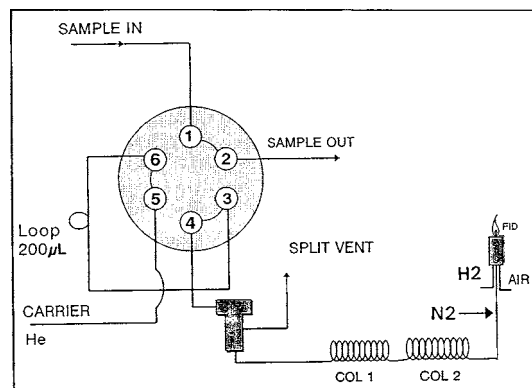 SAMPLE IN
1
6
2
SAMPLE OUT
5
3
4
Loop
200µL
SPLIT VENT
FID
H2
AIR
CARRIER
He
N2
COL 1
COL 2